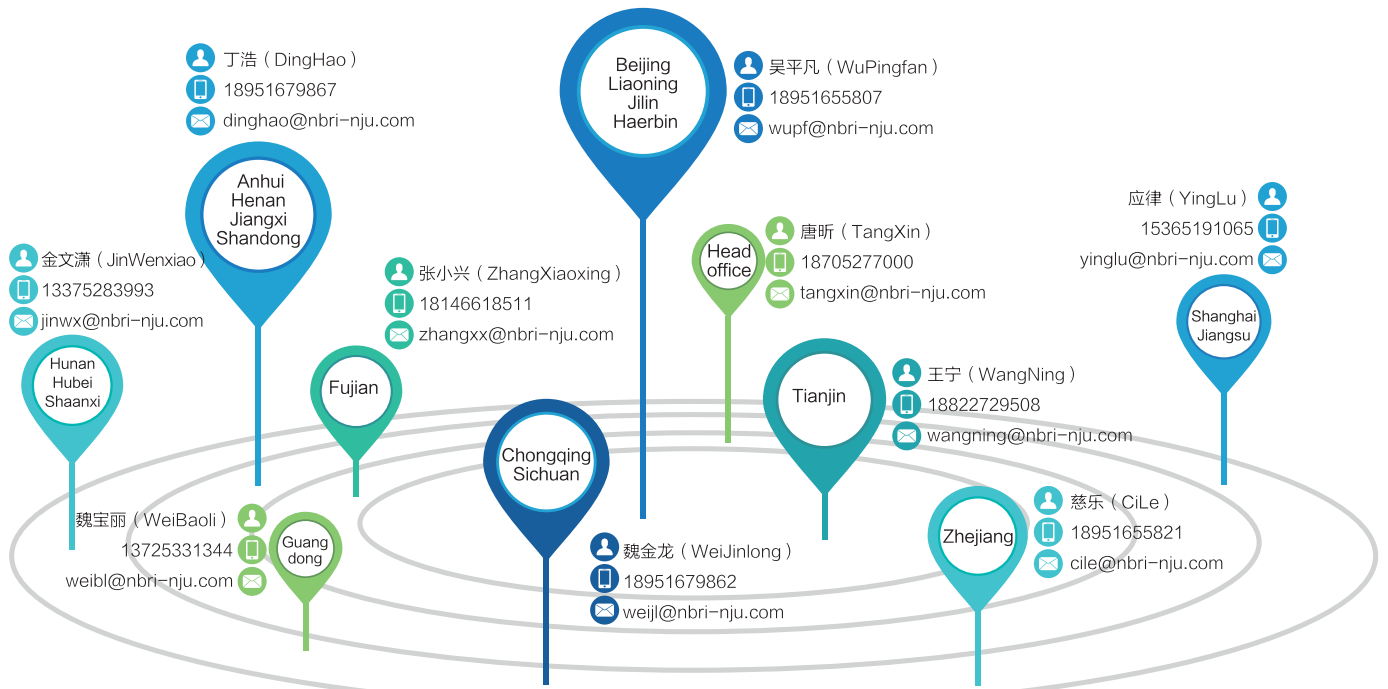 丁浩（DingHao）
18951679867
dinghao@nbri-nju.com
Anhui
Henan
Jiangxi
Shandong
Beijing
Liaoning
Jilin
Haerbin
吴平凡（WuPingfan）
18951655807
wupf@nbri-nju.com
应律（YingLu）
15365191065
yinglu@nbri-nju.com
Shanghai
Jiangsu
Head
office
唐昕（TangXin）
18705277000
tangxin@nbri-nju.com
金文潇（JinWenxiao）
13375283993
jinwx@nbri-nju.com
Hunan
Hubei
Shaanxi
张小兴（ZhangXiaoxing）
18146618511
zhangxx@nbri-nju.com
Fujian
Tianjin
王宁（WangNing）
18822729508
wangning@nbri-nju.com
Chongqing
Sichuan
魏金龙（WeiJinlong）
18951679862
weijl@nbri-nju.com
魏宝丽（WeiBaoli）
13725331344
weibl@nbri-nju.com
Guang
dong
Zhejiang
慈乐（CiLe）
18951655821
cile@nbri-nju.com